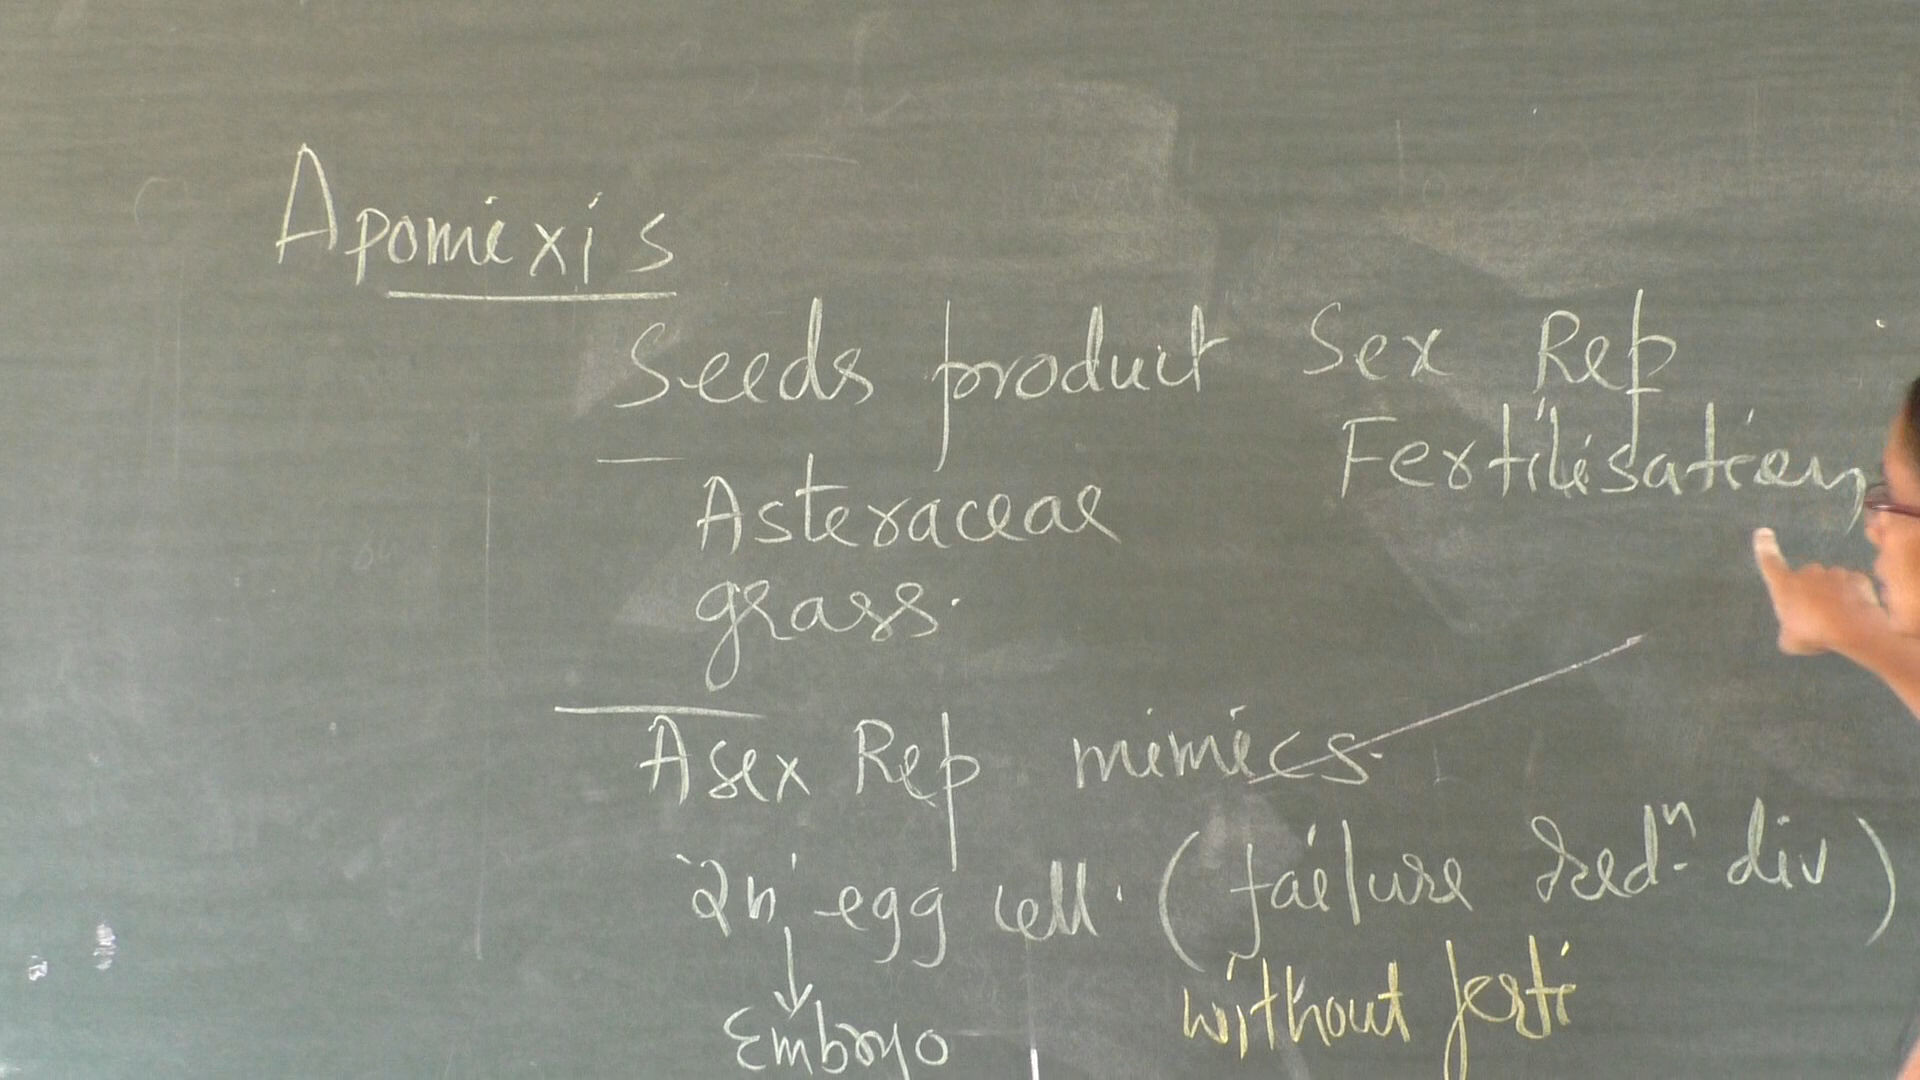 Apomixis
Seeds product Sex Rep
Fertilisation
Asteraceae
grass.
Asex Rep mimics.
'2n' egg cell. (failure redn. div)
↓ without ferti
Embryo